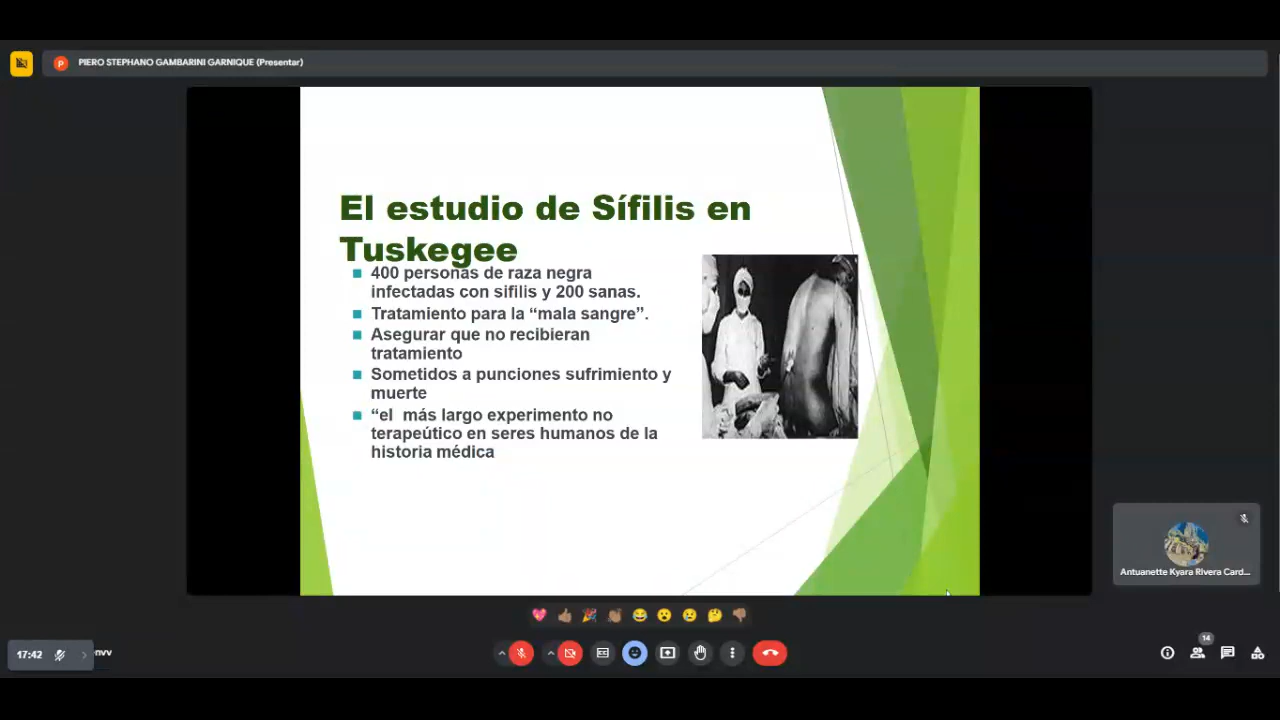 PIERO STEPHANO GAMBARINI GARNIQUE (Presentar)
El estudio de Sífilis en
Tuskegee
400 personas de raza negra
infectadas con sifilis y 200 sanas.
Tratamiento para la “mala sangre”.
Asegurar que no recibieran
tratamiento
Sometidos a punciones sufrimiento y
muerte
“el más largo experimento no
terapeútico en seres humanos de la
historia médica
Antuanette Kyara Rivera Card...
17:42
14